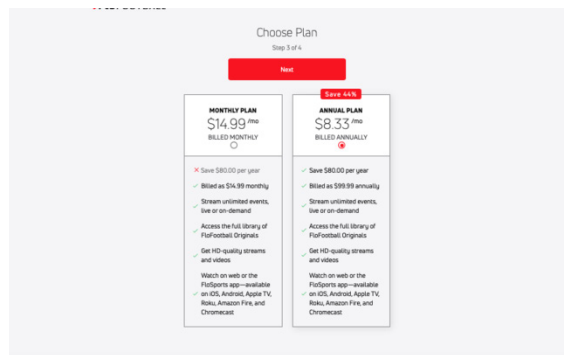 Choose Plan
Step 3 of 4
Next
Save 44%
MONTHLY PLAN
$14.99 /mo
BILLED MONTHLY
ANNUAL PLAN
$8.33 /mo
BILLED ANNUALLY
Save $80.00 per year
Billed as $14.99 monthly
Stream unlimited events,
live or on-demand
Access the full library of
FloFootball Originals
Get HD-quality streams
and videos
Watch on web or the
FloSports app—available
on iOS, Android, Apple TV,
Roku, Amazon Fire, and
Chromecast
Save $80.00 per year
Billed as $99.99 annually
Stream unlimited events,
live or on-demand
Access the full library of
FloFootball Originals
Get HD-quality streams
and videos
Watch on web or the
FloSports app—available
on iOS, Android, Apple TV,
Roku, Amazon Fire, and
Chromecast